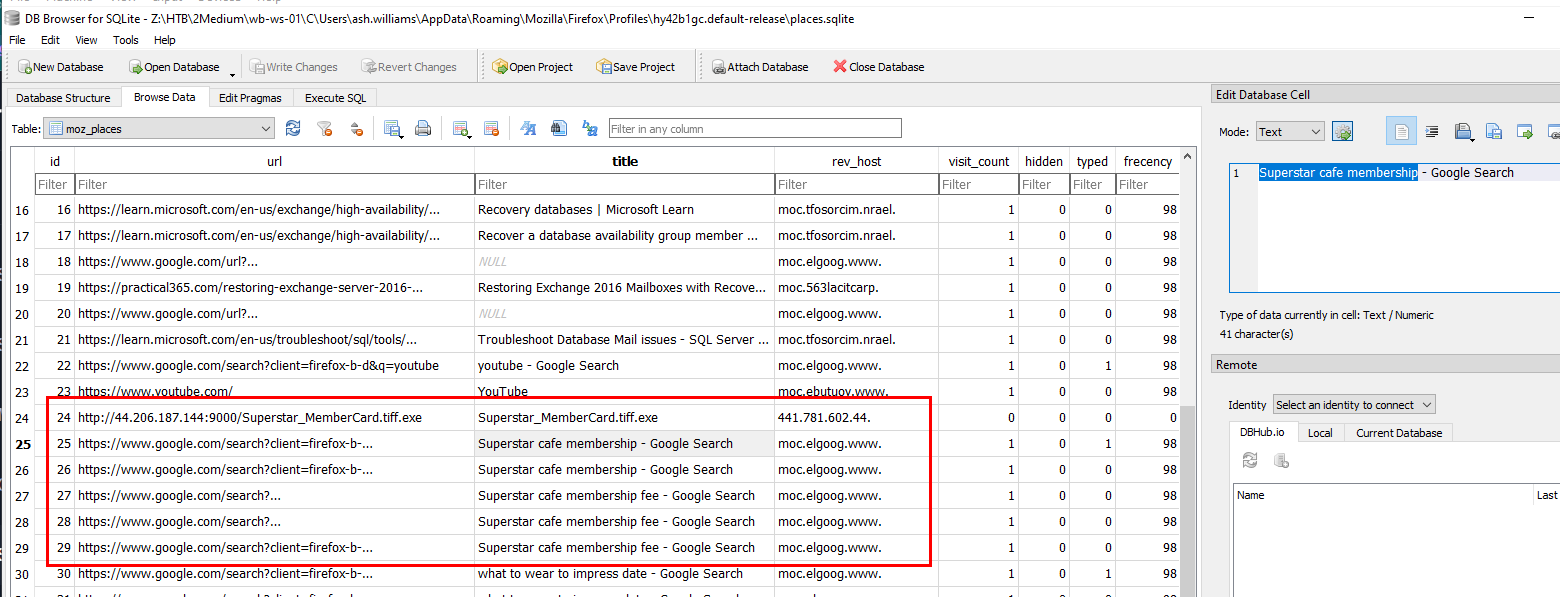 DB Browser for SQLite - Z:\HTB\2Medium\wb-ws-01\C\Users\ash.williams\AppData\Roaming\Mozilla\Firefox\Profiles\hy42b1gc.default-release\places.sqlite
File Edit View Tools Help
New Database Open Database Write Changes Revert Changes Open Project Save Project Attach Database Close Database
Database Structure Browse Data Edit Pragmas Execute SQL
Table: moz_places Filter in any column
id url title rev_host visit_count hidden typed frecency
Filter Filter Filter Filter Filter Filter Filter Filter
16 16 https://learn.microsoft.com/en-us/exchange/high-availability/... Recovery databases | Microsoft Learn moc.tfosorcim.nrael. 1 0 0 98
17 17 https://learn.microsoft.com/en-us/exchange/high-availability/... Recover a database availability group member ... moc.tfosorcim.nrael. 1 0 0 98
18 18 https://www.google.com/url?... NULL moc.elgoog.www. 1 0 0 98
19 19 https://practical365.com/restoring-exchange-server-2016-... Restoring Exchange 2016 Mailboxes with Recove... moc.563lacitcarp. 1 0 0 98
20 20 https://www.google.com/url?... NULL moc.elgoog.www. 1 0 0 98
21 21 https://learn.microsoft.com/en-us/troubleshoot/sql/tools/... Troubleshoot Database Mail issues - SQL Server ... moc.tfosorcim.nrael. 1 0 0 98
22 22 https://www.google.com/search?client=firefox-b-d&q=youtube youtube - Google Search moc.elgoog.www. 1 0 1 98
23 23 https://www.youtube.com/ YouTube moc.ebutuoy.www. 1 0 0 98
24 24 http://44.206.187.144:9000/Superstar_MemberCard.tiff.exe Superstar_MemberCard.tiff.exe 441.781.602.44. 0 0 0 0
25 25 https://www.google.com/search?client=firefox-b-... Superstar cafe membership - Google Search moc.elgoog.www. 1 0 1 98
26 26 https://www.google.com/search?client=firefox-b-... Superstar cafe membership - Google Search moc.elgoog.www. 1 0 0 98
27 27 https://www.google.com/search?... Superstar cafe membership fee - Google Search moc.elgoog.www. 1 0 0 98
28 28 https://www.google.com/search?... Superstar cafe membership fee - Google Search moc.elgoog.www. 1 0 0 98
29 29 https://www.google.com/search?client=firefox-b-... Superstar cafe membership fee - Google Search moc.elgoog.www. 1 0 0 98
30 30 https://www.google.com/search?client=firefox-b-... what to wear to impress date - Google Search moc.elgoog.www. 1 0 1 98
Edit Database Cell
Mode: Text
1 Superstar cafe membership - Google Search
Type of data currently in cell: Text / Numeric
41 character(s)
Remote
Identity Select an identity to connect
DBHub.io Local Current Database
Name Last